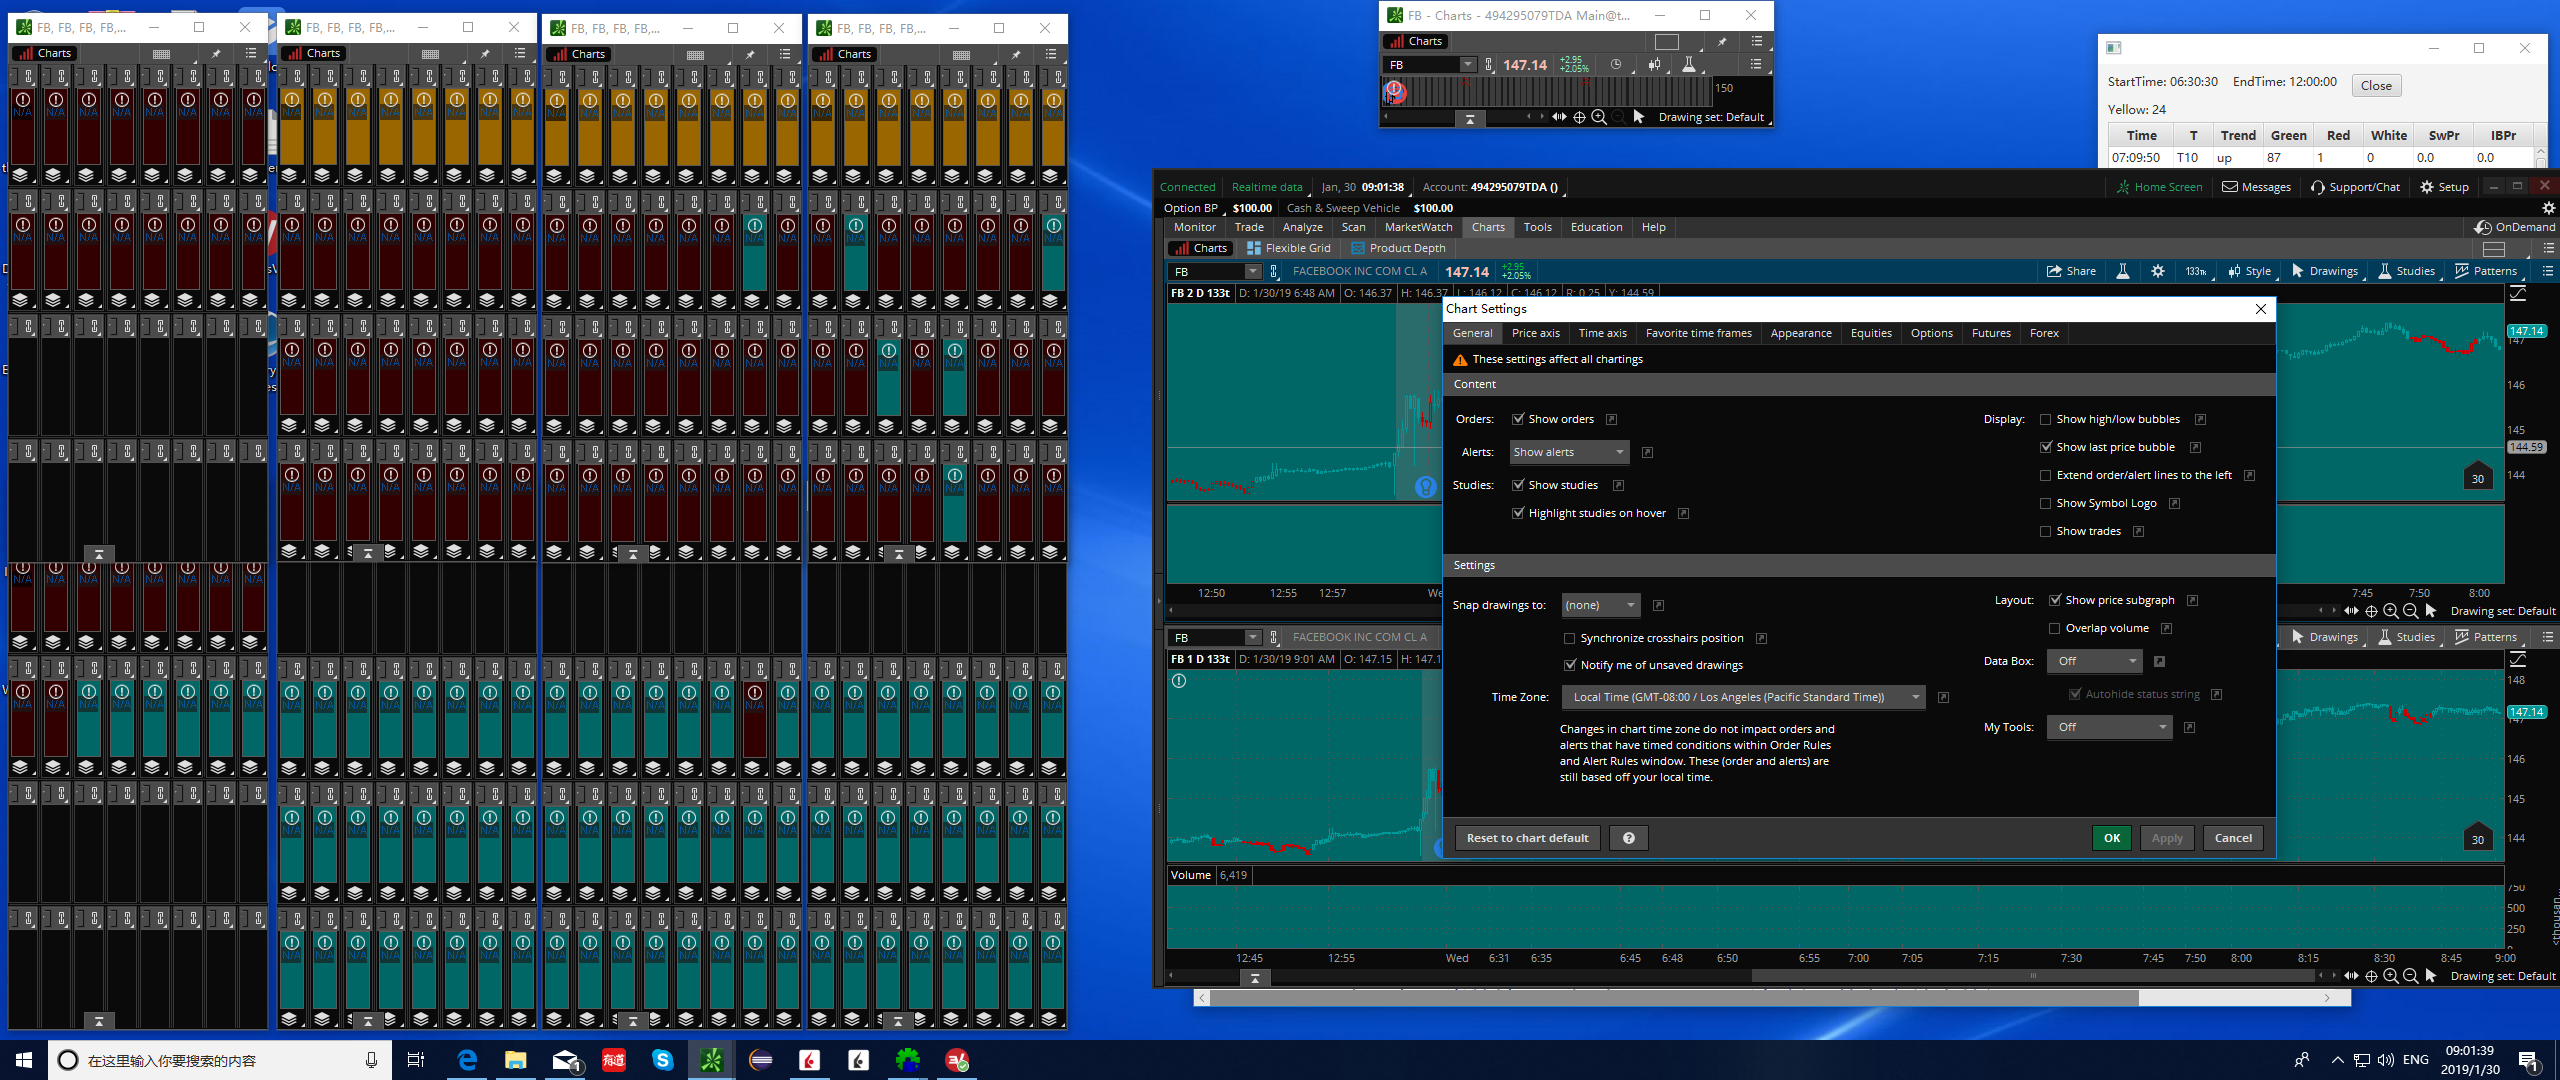 FB, FB, FB, FB,...
Charts
FB, FB, FB, FB,...
Charts
FB, FB, FB, FB,...
Charts
FB, FB, FB, FB,...
Charts
N/A
FB - Charts - 494295079TDA Main@t...
Charts
FB
147.14
+2.95
+2.05%
150
Drawing set: Default
StartTime: 06:30:30 EndTime: 12:00:00 Close
Yellow: 24
Time T Trend Green Red White SwPr IBPr
07:09:50 T10 up 87 1 0 0.0 0.0
Connected Realtime data Jan, 30 09:01:38 Account: 494295079TDA ()
Home Screen Messages Support/Chat Setup
Option BP $100.00 Cash & Sweep Vehicle $100.00
Monitor Trade Analyze Scan MarketWatch Charts Tools Education Help
OnDemand
Charts Flexible Grid Product Depth
FB FACEBOOK INC COM CL A 147.14 +2.95 +2.05%
Share 133tk Style Drawings Studies Patterns
FB 2 D 133t D: 1/30/19 6:48 AM O: 146.37 H: 146.37 L: 146.12 C: 146.12 R: 0.25 Y: 144.59
147.14
147
146
145
144.59
144
30
12:50 12:55 12:57 We 7:45 7:50 8:00
Drawing set: Default
Chart Settings
General Price axis Time axis Favorite time frames Appearance Equities Options Futures Forex
These settings affect all chartings
Content
Orders: Show orders
Alerts: Show alerts
Studies: Show studies
Highlight studies on hover
Display: Show high/low bubbles
Show last price bubble
Extend order/alert lines to the left
Show Symbol Logo
Show trades
Settings
Snap drawings to: (none)
Synchronize crosshairs position
Notify me of unsaved drawings
Time Zone: Local Time (GMT-08:00 / Los Angeles (Pacific Standard Time))
Changes in chart time zone do not impact orders and
alerts that have timed conditions within Order Rules
and Alert Rules window. These (order and alerts) are
still based off your local time.
Layout: Show price subgraph
Overlap volume
Data Box: Off
Autohide status string
My Tools: Off
Reset to chart default ?
OK Apply Cancel
FB FACEBOOK INC COM CL A
Drawings Studies Patterns
FB 1 D 133t D: 1/30/19 9:01 AM O: 147.15 H: 147.1
148
147.14
147
146
145
144
30
Volume 6,419
750
500
250
0
<thousan...
12:45 12:55 Wed 6:31 6:35 6:45 6:48 6:50 6:55 7:00 7:05 7:15 7:30 7:45 7:50 8:00 8:15 8:30 8:45 9:00
Drawing set: Default
在这里输入你要搜索的内容
1
有道
ENG
09:01:39
2019/1/30
1